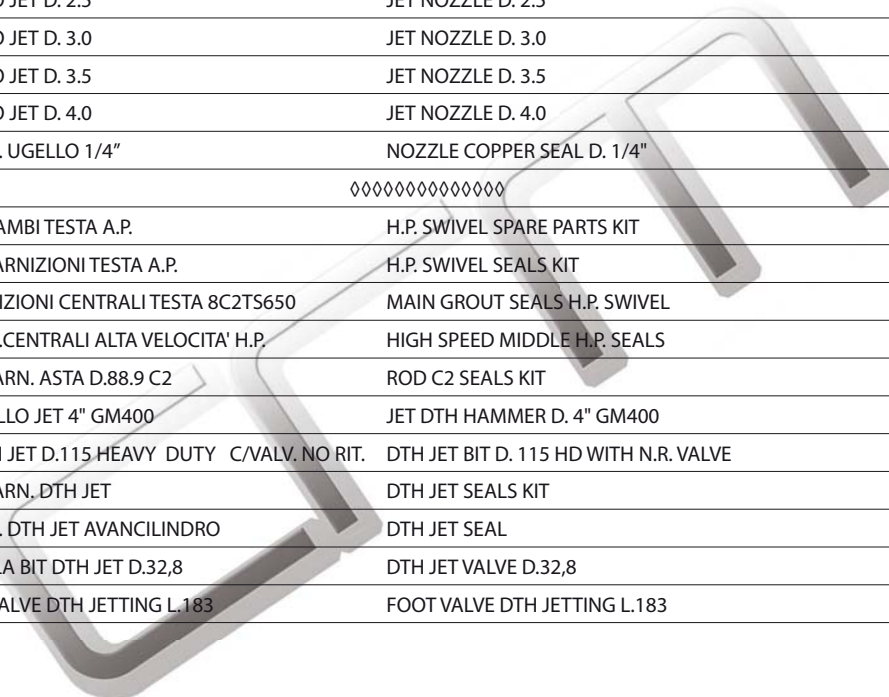 JET D. 2.5 JET NOZZLE D. 2.5
JET D. 3.0 JET NOZZLE D. 3.0
JET D. 3.5 JET NOZZLE D. 3.5
JET D. 4.0 JET NOZZLE D. 4.0
. UGELLO 1/4” NOZZLE COPPER SEAL D. 1/4"
◊◊◊◊◊◊◊◊◊◊◊◊◊◊
AMBI TESTA A.P. H.P. SWIVEL SPARE PARTS KIT
ARNIZIONI TESTA A.P. H.P. SWIVEL SEALS KIT
IZIONI CENTRALI TESTA 8C2TS650 MAIN GROUT SEALS H.P. SWIVEL
.CENTRALI ALTA VELOCITA' H.P. HIGH SPEED MIDDLE H.P. SEALS
ARN. ASTA D.88.9 C2 ROD C2 SEALS KIT
LLO JET 4" GM400 JET DTH HAMMER D. 4" GM400
JET D.115 HEAVY DUTY C/VALV. NO RIT. DTH JET BIT D. 115 HD WITH N.R. VALVE
ARN. DTH JET DTH JET SEALS KIT
. DTH JET AVANCILINDRO DTH JET SEAL
LA BIT DTH JET D.32,8 DTH JET VALVE D.32,8
ALVE DTH JETTING L.183 FOOT VALVE DTH JETTING L.183